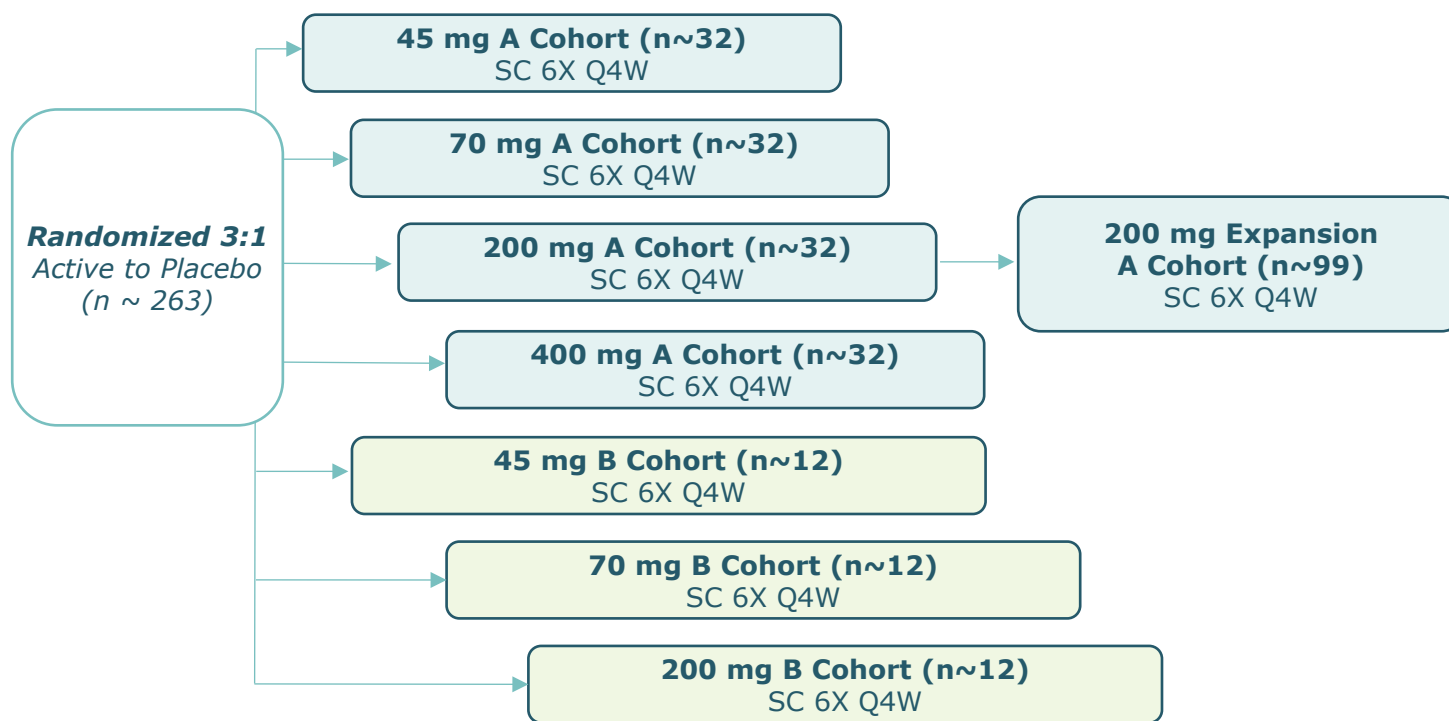 Randomized 3:1
Active to Placebo
(n ~ 263)
45 mg A Cohort (n~32)
SC 6X Q4W
70 mg A Cohort (n~32)
SC 6X Q4W
200 mg A Cohort (n~32)
SC 6X Q4W
200 mg Expansion
A Cohort (n~99)
SC 6X Q4W
400 mg A Cohort (n~32)
SC 6X Q4W
45 mg B Cohort (n~12)
SC 6X Q4W
70 mg B Cohort (n~12)
SC 6X Q4W
200 mg B Cohort (n~12)
SC 6X Q4W